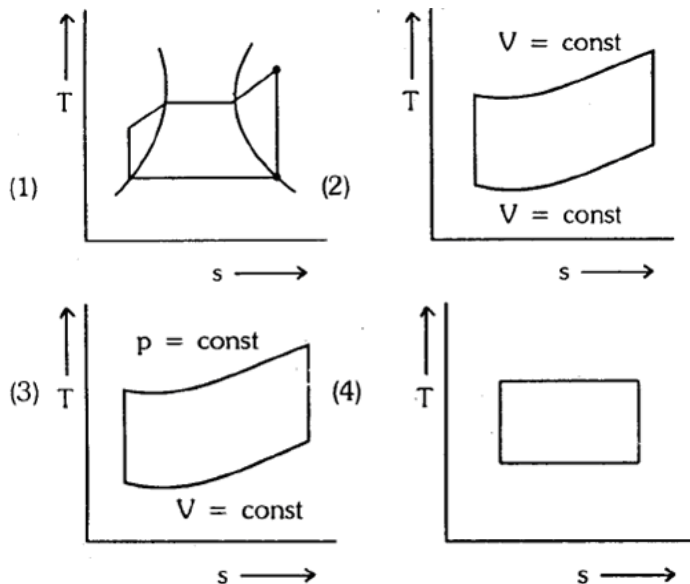 (1)
T
s
(2)
T
V = const
V = const
s
(3)
T
p = const
V = const
s
(4)
T
s